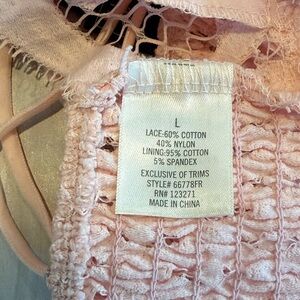 L
LACE:60% COTTON
40% NYLON
LINING:95% COTTON
5% SPANDEX
EXCLUSIVE OF TRIMS
STYLE# 66778FR
RN# 123271
MADE IN CHINA